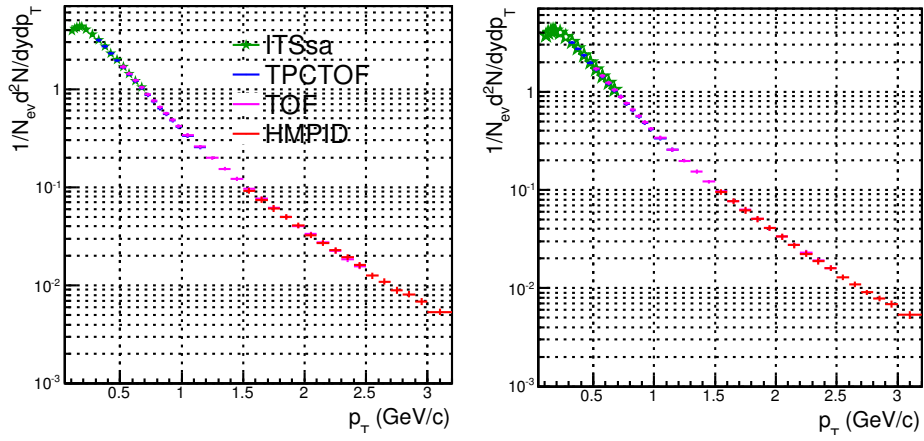 1/N_ev d²N/dydp_T
1
10⁻¹
10⁻²
10⁻³
0.5 1 1.5 2 2.5 3
p_T (GeV/c)
ITSsa
TPCTOF
TOF
HMPID
1/N_ev d²N/dydp_T
1
10⁻¹
10⁻²
10⁻³
0.5 1 1.5 2 2.5 3
p_T (GeV/c)